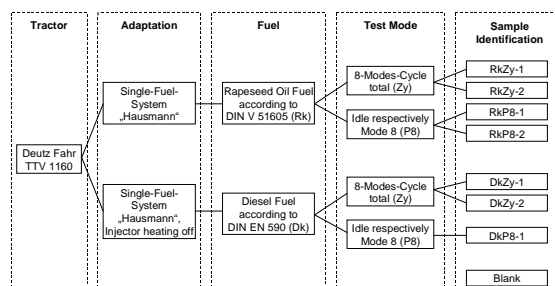 Tractor
Adaptation
Fuel
Test Mode
Sample
Identification
Deutz Fahr
TTV 1160
Single-Fuel-
System
„Hausmann“
Rapeseed Oil Fuel
according to
DIN V 51605 (Rk)
8-Modes-Cycle
total (Zy)
RkZy-1
RkZy-2
Idle respectively
Mode 8 (P8)
RkP8-1
RkP8-2
Single-Fuel-
System
„Hausmann“,
Injector heating off
Diesel Fuel
according to
DIN EN 590 (Dk)
8-Modes-Cycle
total (Zy)
DkZy-1
DkZy-2
Idle respectively
Mode 8 (P8)
DkP8-1
Blank